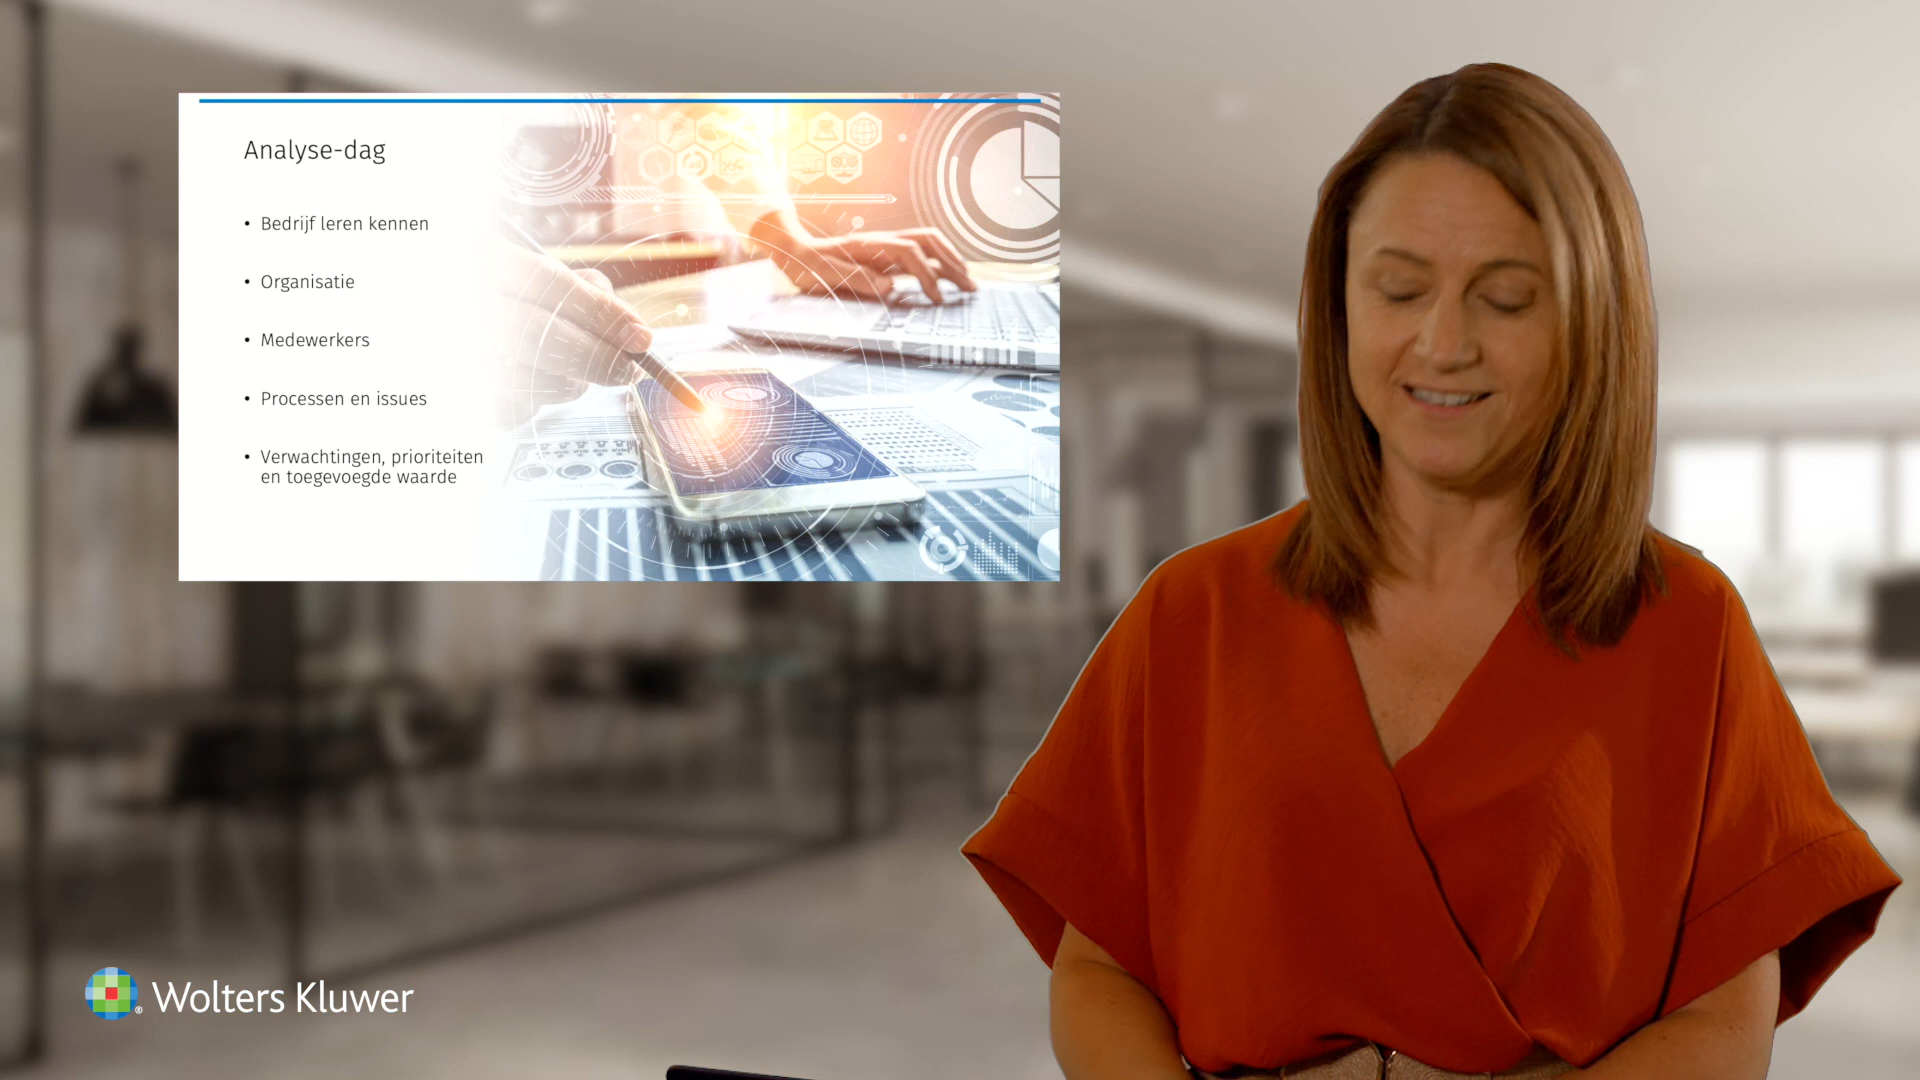 Analyse-dag
• Bedrijf leren kennen
• Organisatie
• Medewerkers
• Processen en issues
• Verwachtingen, prioriteiten
en toegevoegde waarde
Wolters Kluwer